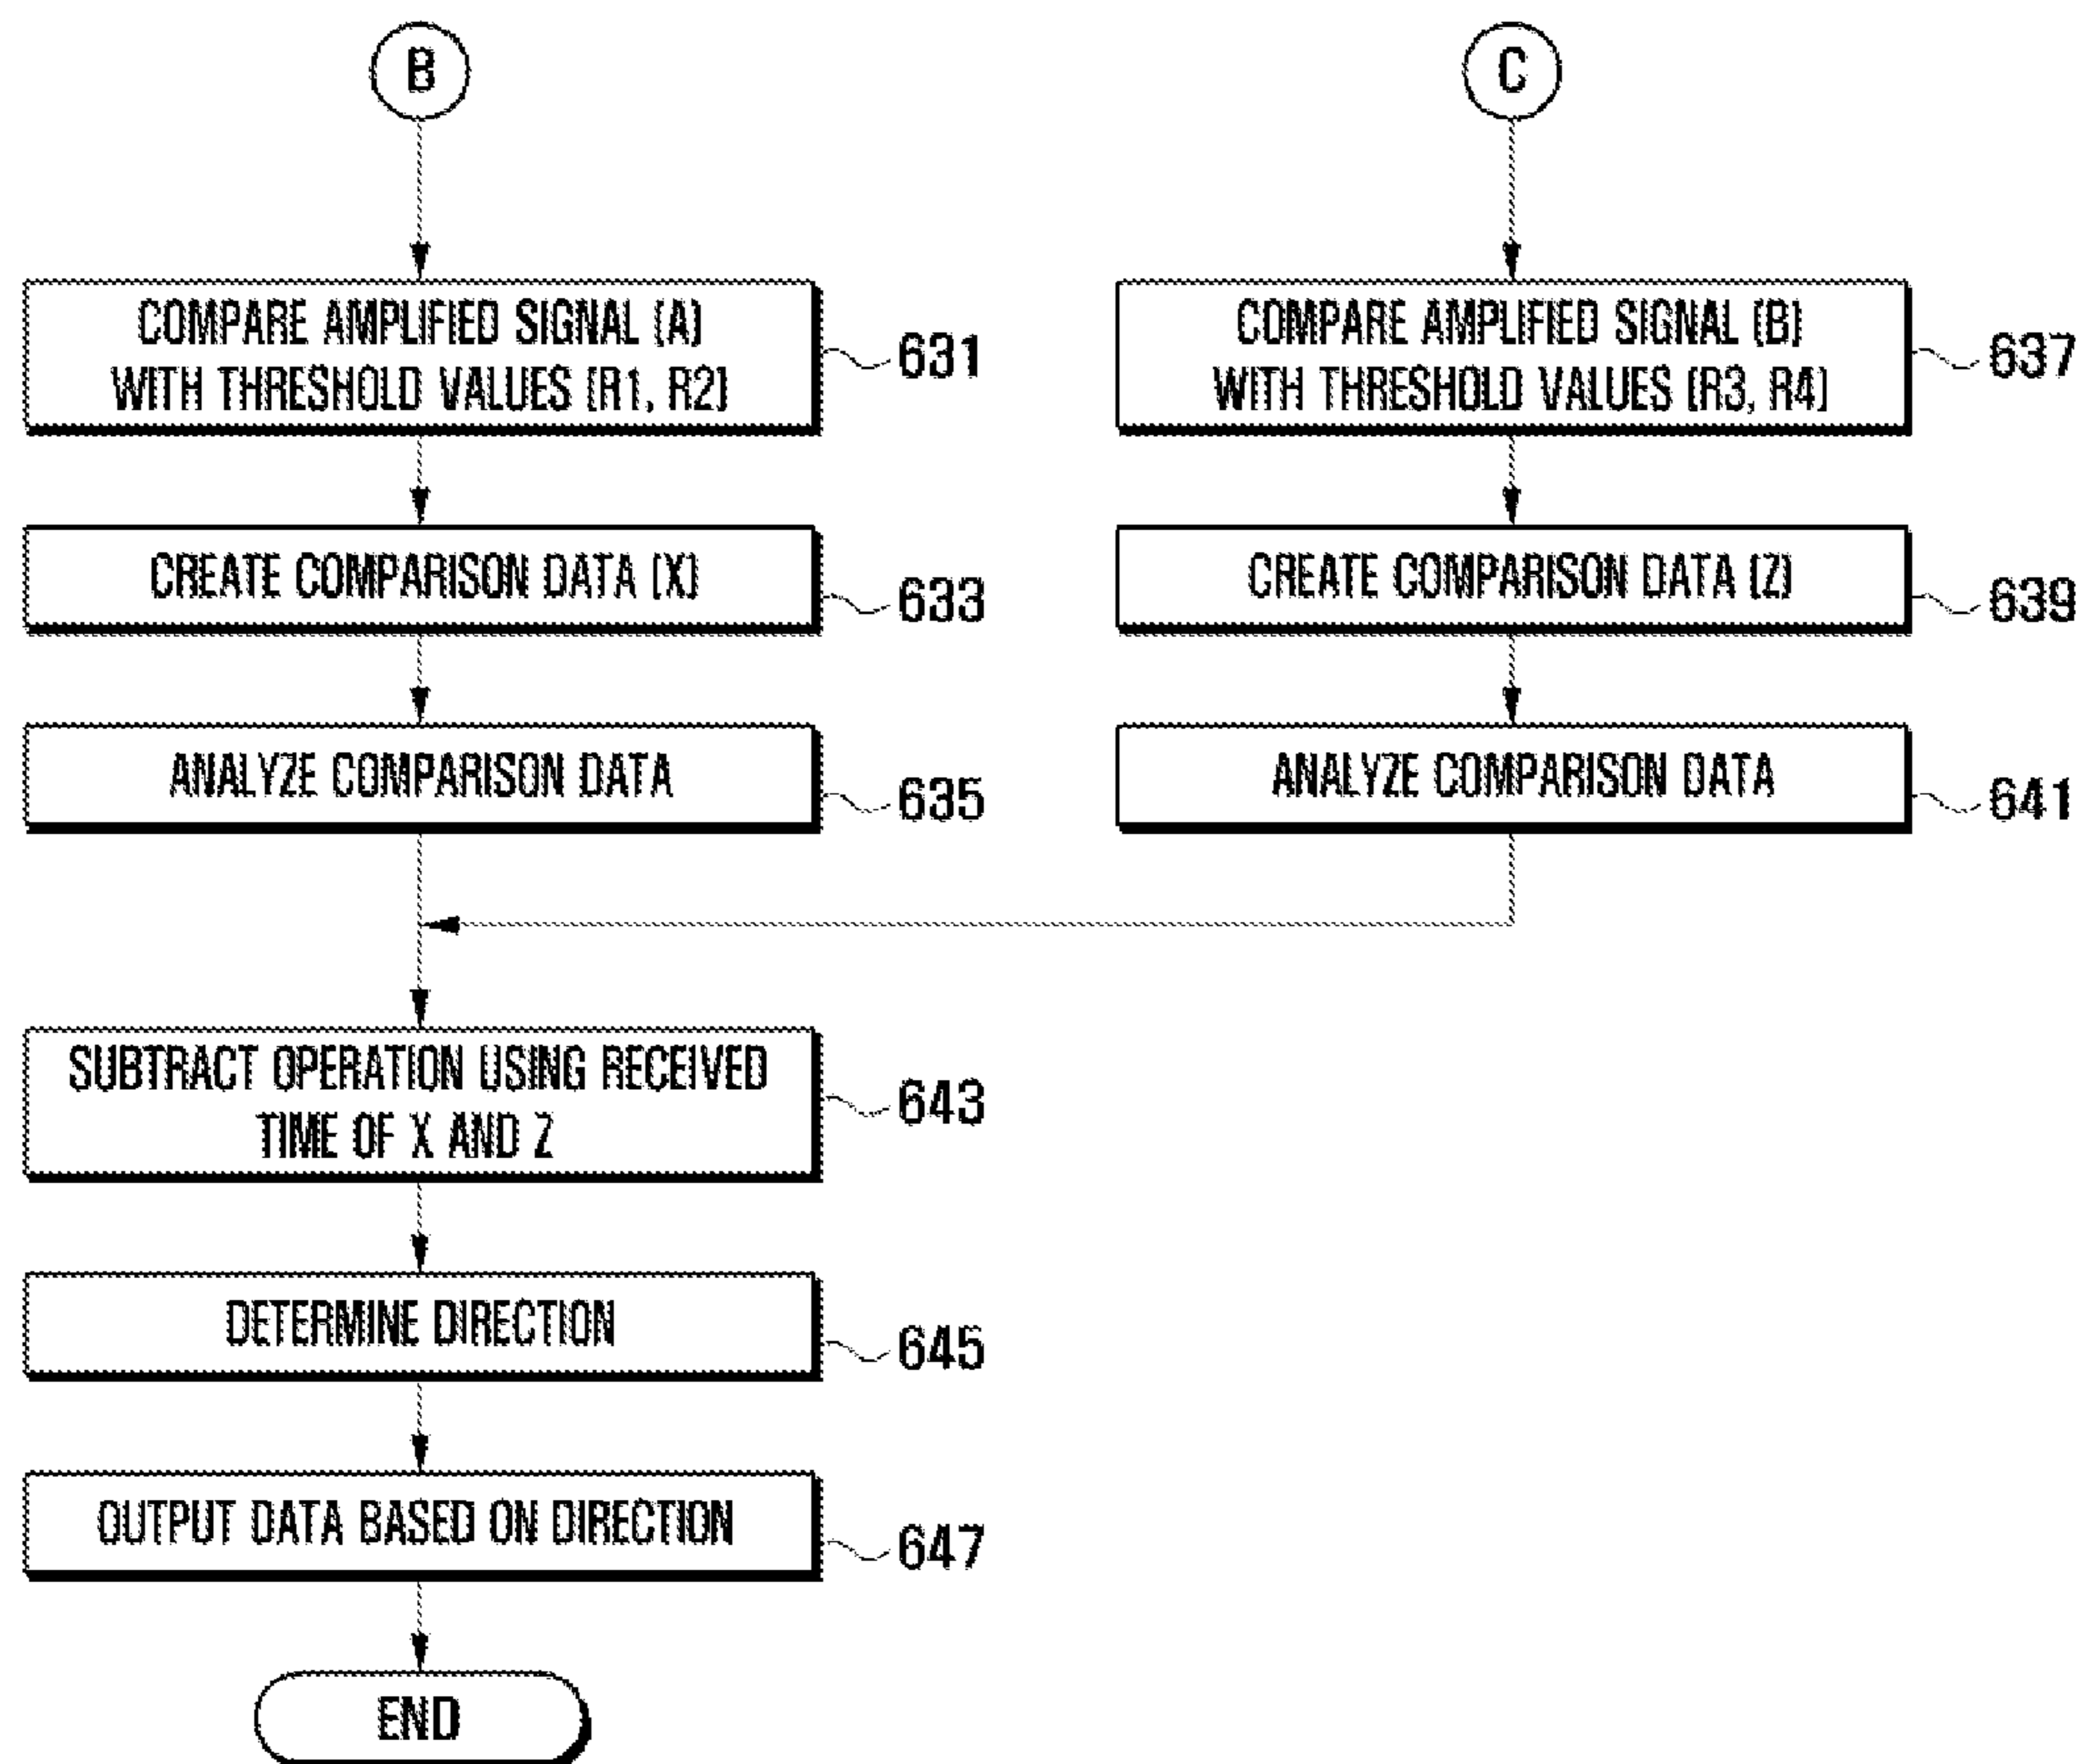 B
COMPARE AMPLIFIED SIGNAL (A)
WITH THRESHOLD VALUES (R1, R2)
631
CREATE COMPARISON DATA (X)
633
ANALYZE COMPARISON DATA
635
C
COMPARE AMPLIFIED SIGNAL (B)
WITH THRESHOLD VALUES (R3, R4)
637
CREATE COMPARISON DATA (Z)
639
ANALYZE COMPARISON DATA
641
SUBTRACT OPERATION USING RECEIVED
TIME OF X AND Z
643
DETERMINE DIRECTION
645
OUTPUT DATA BASED ON DIRECTION
647
END